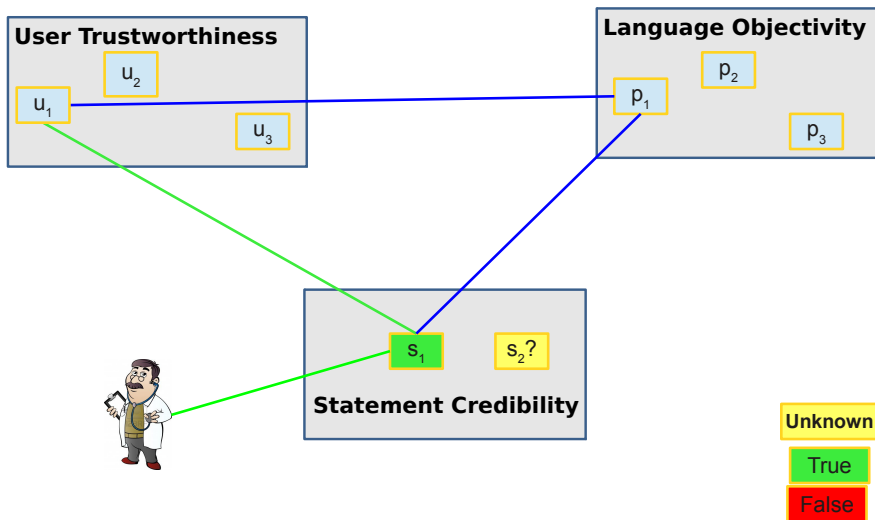 User Trustworthiness
u₂
u₁
u₃
Language Objectivity
p₂
p₁
p₃
s₁
s₂?
Statement Credibility
Unknown
True
False